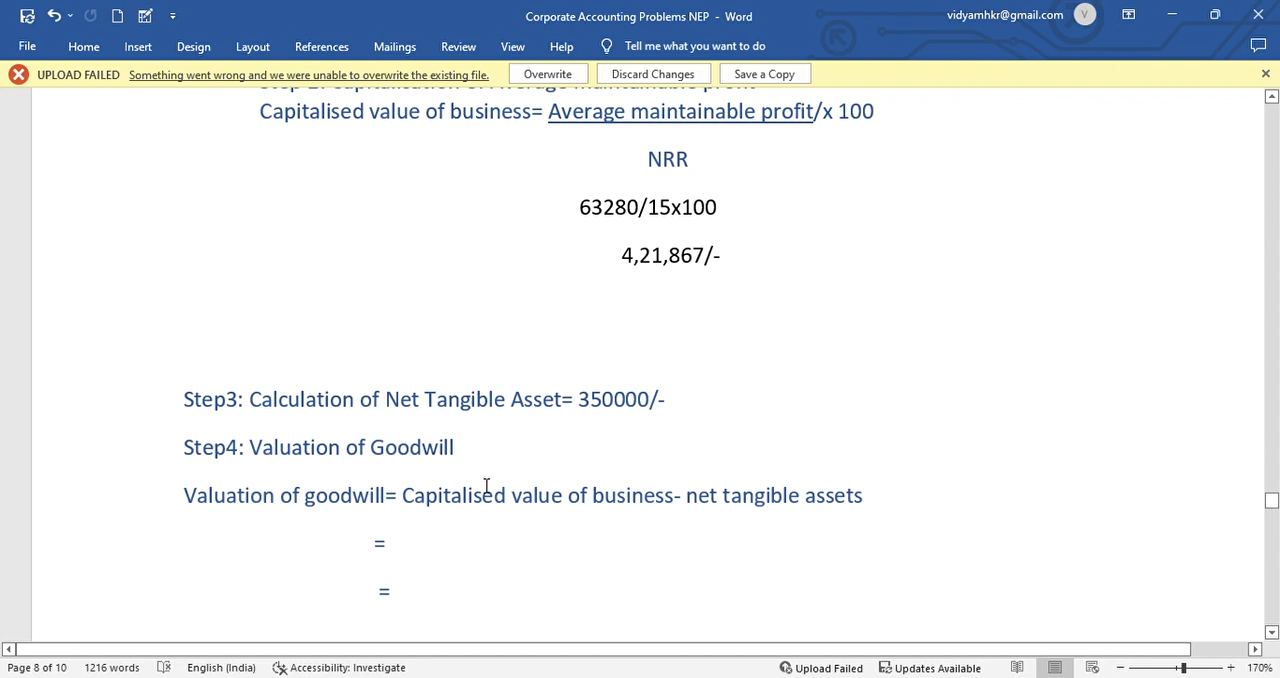 Corporate Accounting Problems NEP - Word
vidyamhkr@gmail.com V
File Home Insert Design Layout References Mailings Review View Help Tell me what you want to do
UPLOAD FAILED Something went wrong and we were unable to overwrite the existing file. Overwrite Discard Changes Save a Copy
Capitalised value of business= Average maintainable profit/x 100
NRR
63280/15x100
4,21,867/-
Step3: Calculation of Net Tangible Asset= 350000/-
Step4: Valuation of Goodwill
Valuation of goodwill= Capitalised value of business- net tangible assets
=
=
Page 8 of 10 1216 words English (India) Accessibility: Investigate Upload Failed Updates Available 170%